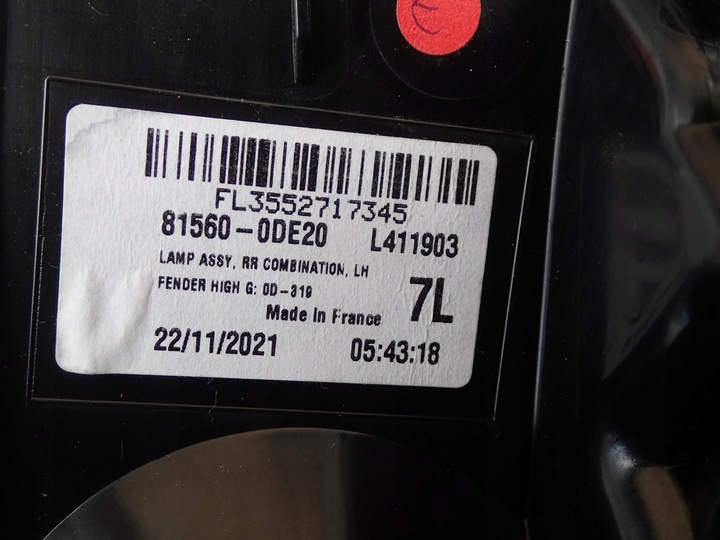 FL3552717345
81560-0DE20 L411903
LAMP ASSY, RR COMBINATION, LH
FENDER HIGH G: 0D-319 7L
Made In France
22/11/2021 05:43:18